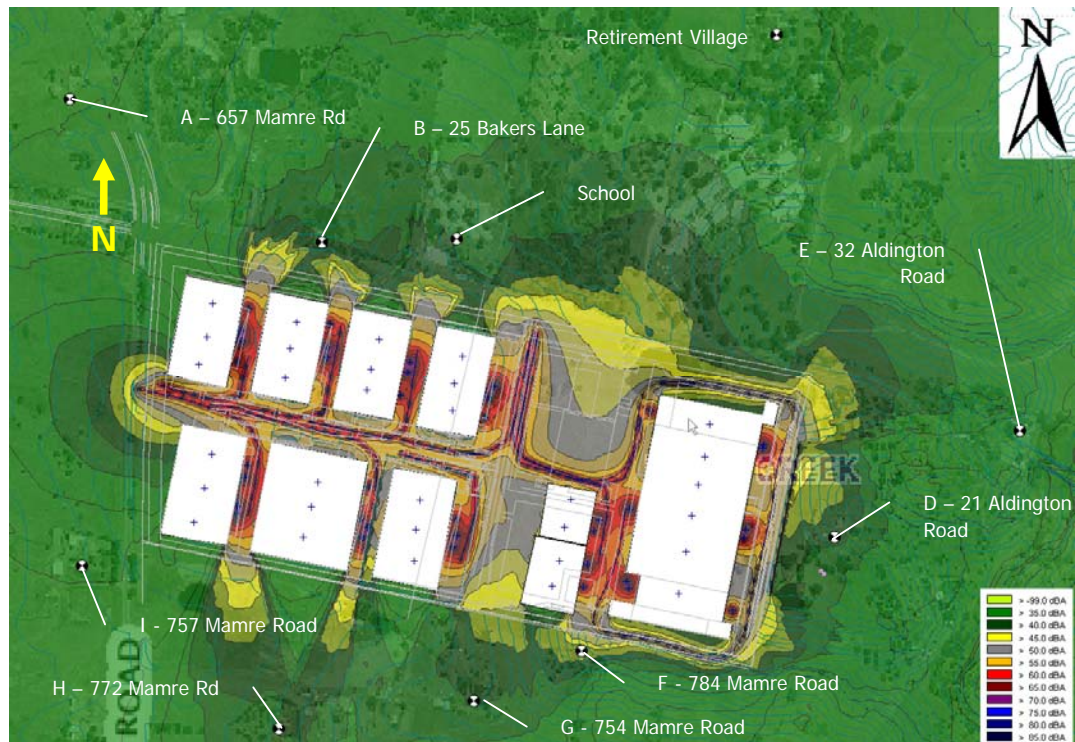 Retirement Village
N
A – 657 Mamre Rd
B – 25 Bakers Lane
School
N
E – 32 Aldington
Road
CREEK
D – 21 Aldington
Road
I - 757 Mamre Road
ROAD
H – 772 Mamre Rd
F - 784 Mamre Road
G - 754 Mamre Road
> -99.0 dBA
> 35.0 dBA
> 40.0 dBA
> 45.0 dBA
> 50.0 dBA
> 55.0 dBA
> 60.0 dBA
> 65.0 dBA
> 70.0 dBA
> 75.0 dBA
> 80.0 dBA
> 85.0 dBA